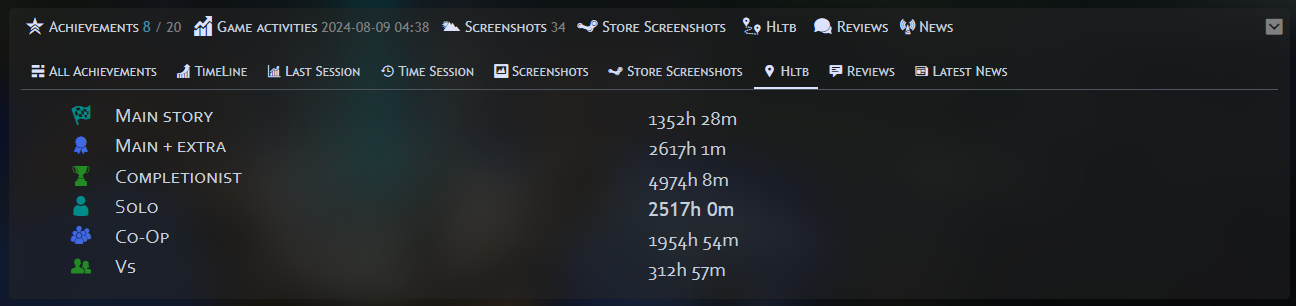 Achievements 8 / 20 Game activities 2024-08-09 04:38 Screenshots 34 Store Screenshots Hltb Reviews News
All Achievements TimeLine Last Session Time Session Screenshots Store Screenshots Hltb Reviews Latest News
Main story 1352h 28m
Main + extra 2617h 1m
Completionist 4974h 8m
Solo 2517h 0m
Co-Op 1954h 54m
Vs 312h 57m